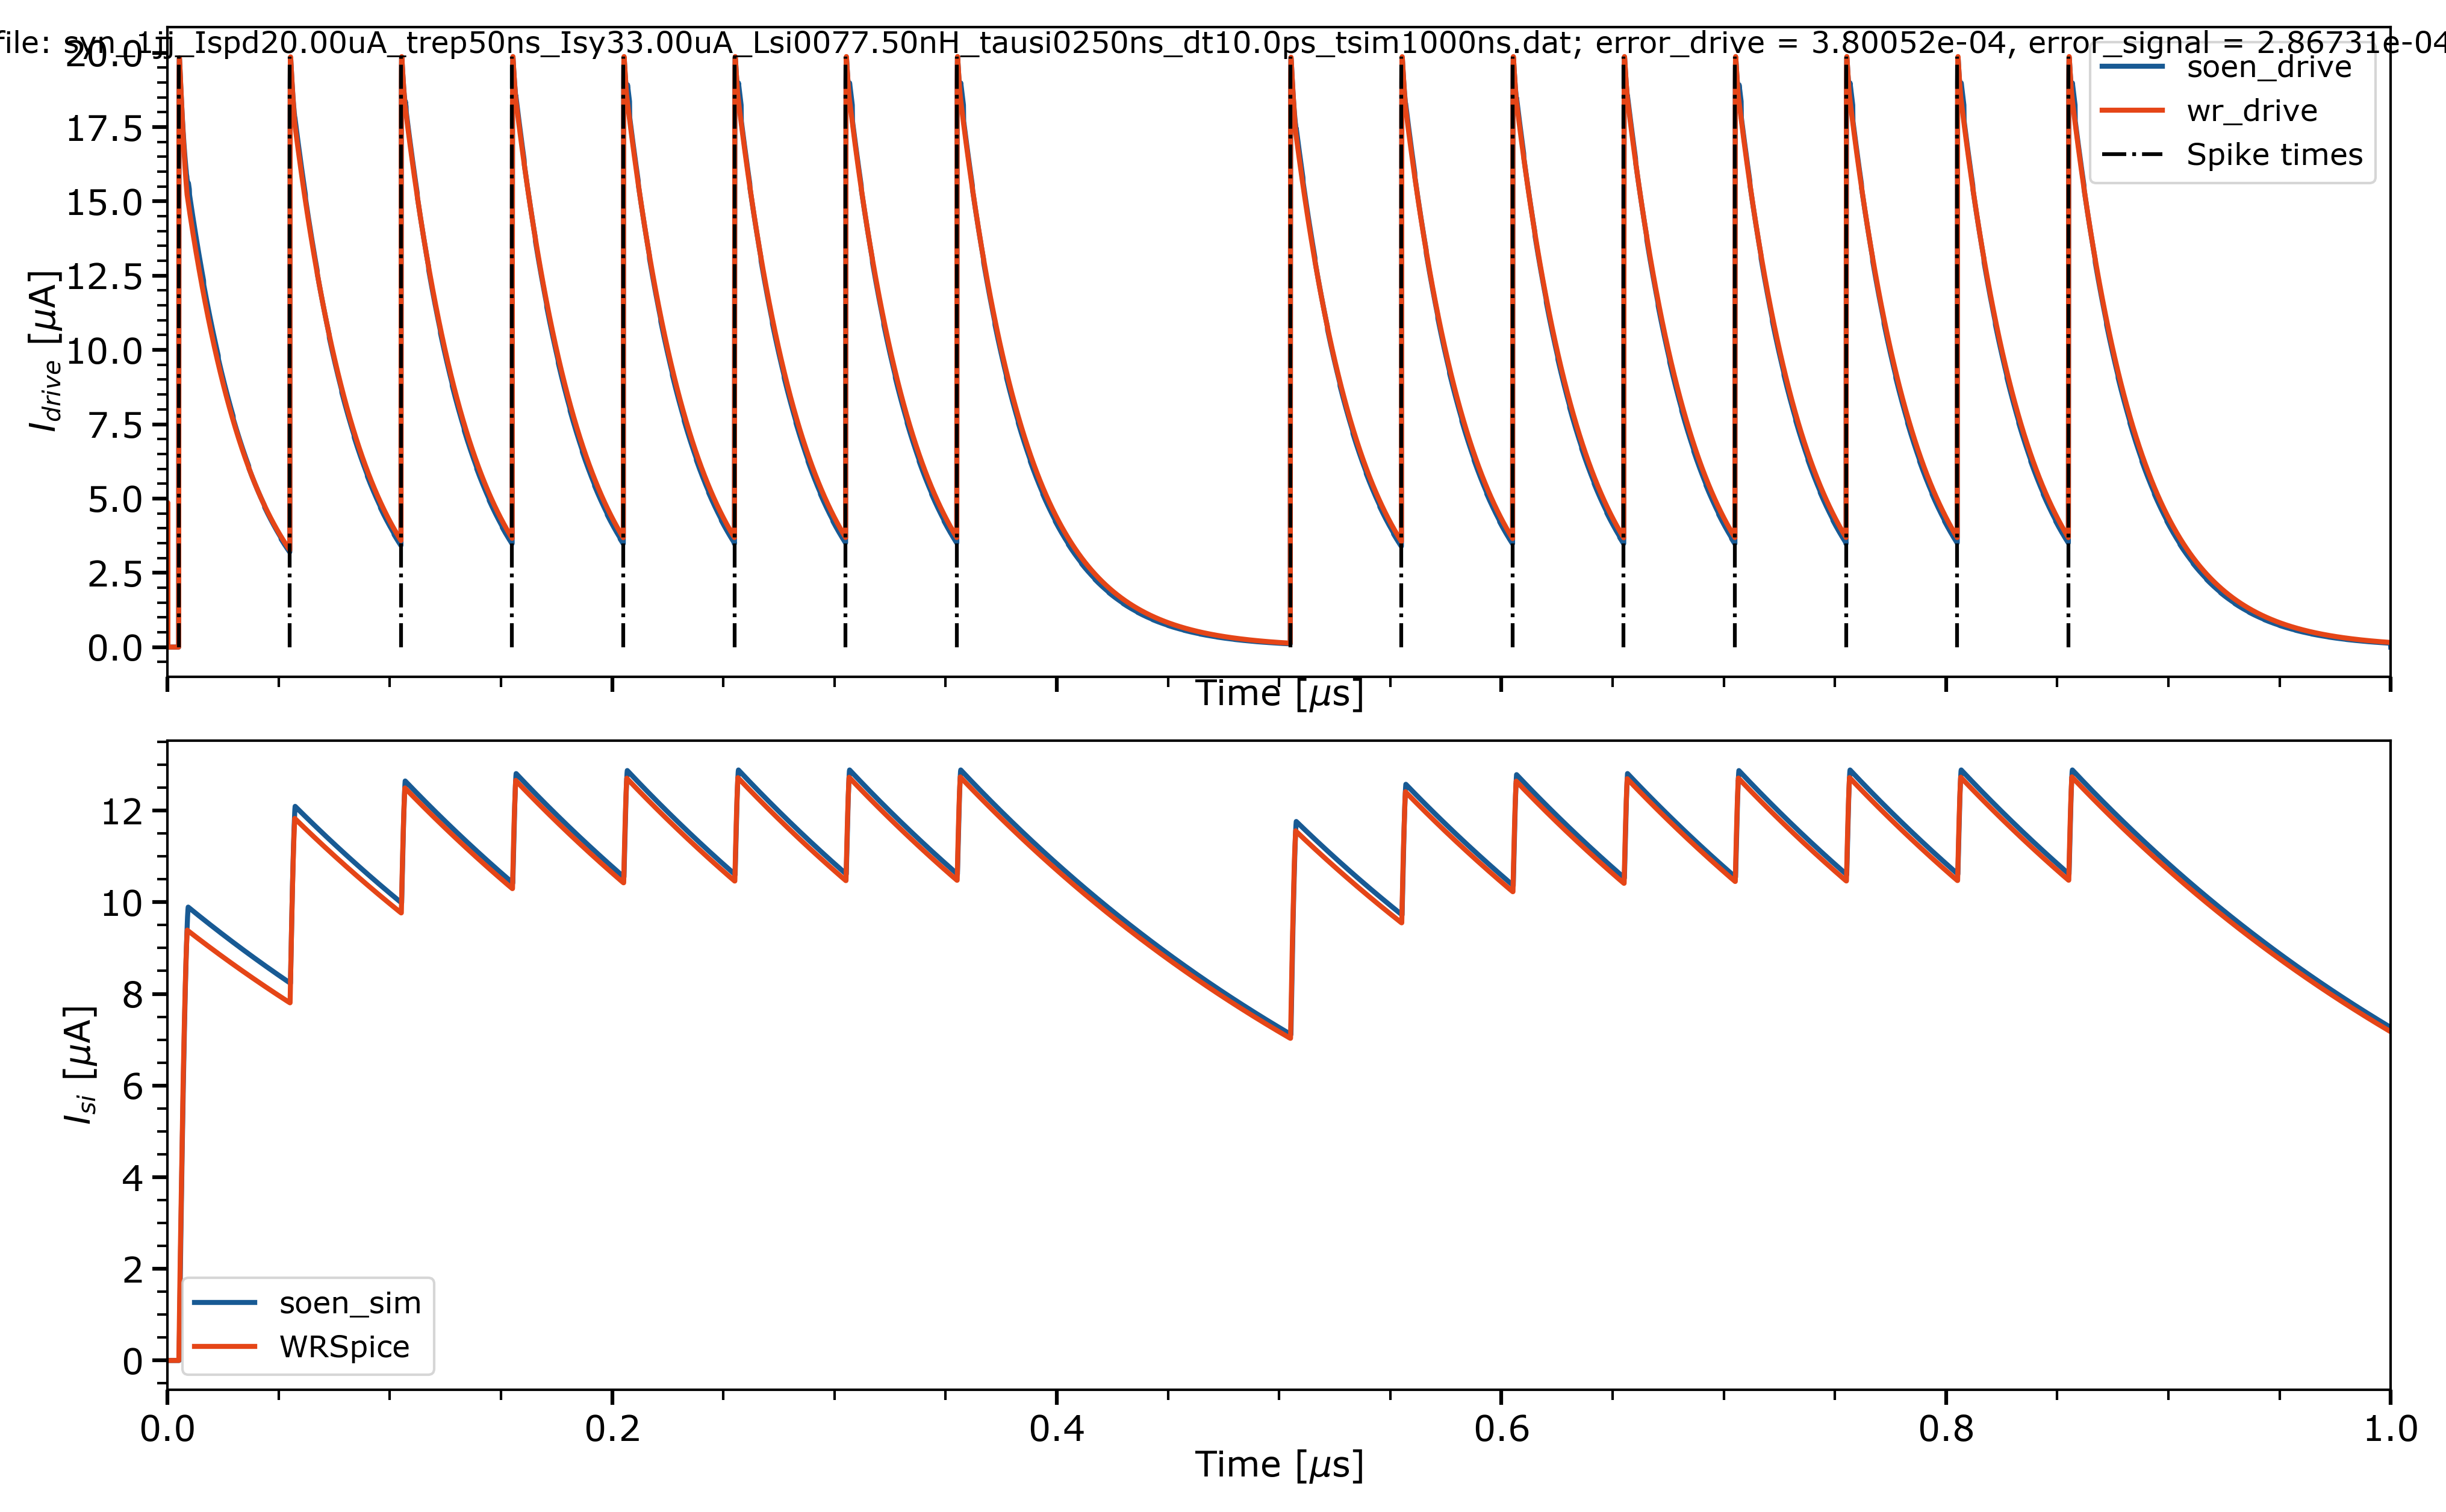 file: syn_1jj_Ispd20.00uA_trep50ns_Isy33.00uA_Lsi0077.50nH_tausi0250ns_dt10.0ps_tsim1000ns.dat; error_drive = 3.80052e-04, error_signal = 2.86731e-04
20.0
17.5
15.0
12.5
10.0
7.5
5.0
2.5
0.0
I_drive [μA]
soen_drive
wr_drive
Spike times
Time [μs]
12
10
8
6
4
2
0
I_si [μA]
soen_sim
WRSpice
0.0 0.2 0.4 0.6 0.8 1.0
Time [μs]